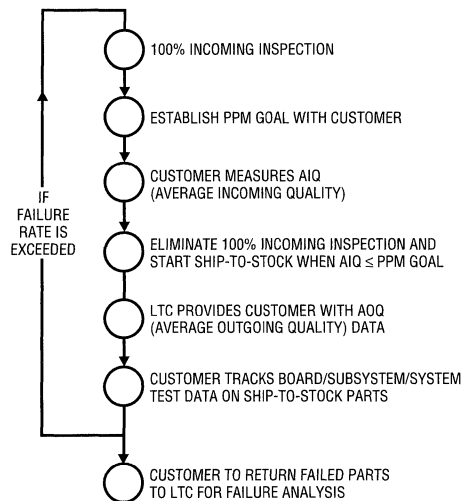 100% INCOMING INSPECTION
ESTABLISH PPM GOAL WITH CUSTOMER
CUSTOMER MEASURES AIQ
(AVERAGE INCOMING QUALITY)
IF
FAILURE
RATE IS
EXCEEDED
ELIMINATE 100% INCOMING INSPECTION AND
START SHIP-TO-STOCK WHEN AIQ ≤ PPM GOAL
LTC PROVIDES CUSTOMER WITH AOQ
(AVERAGE OUTGOING QUALITY) DATA
CUSTOMER TRACKS BOARD/SUBSYSTEM/SYSTEM
TEST DATA ON SHIP-TO-STOCK PARTS
CUSTOMER TO RETURN FAILED PARTS
TO LTC FOR FAILURE ANALYSIS